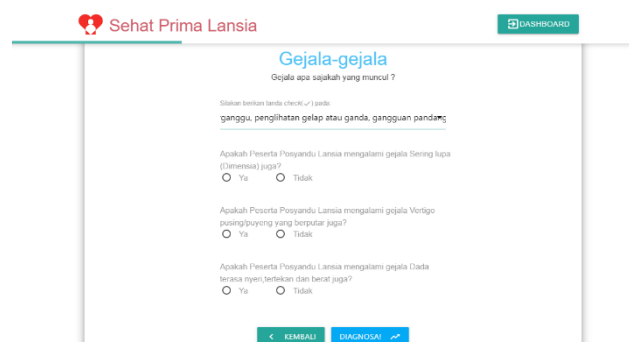 Sehat Prima Lansia
DASHBOARD
Gejala-gejala
Gejala apa sajakah yang muncul ?
Silakan berikan tanda check(✓) pada
ganggu, penglihatan gelap atau ganda, gangguan pandang
Apakah Peserta Posyandu Lansia mengalami gejala Sering lupa
(Dimensia) juga?
Ya Tidak
Apakah Peserta Posyandu Lansia mengalami gejala Vertigo
pusing/puyeng yang berputar juga?
Ya Tidak
Apakah Peserta Posyandu Lansia mengalami gejala Dada
terasa nyeri,tertekan dan berat juga?
Ya Tidak
KEMBALI
DIAGNOSA!